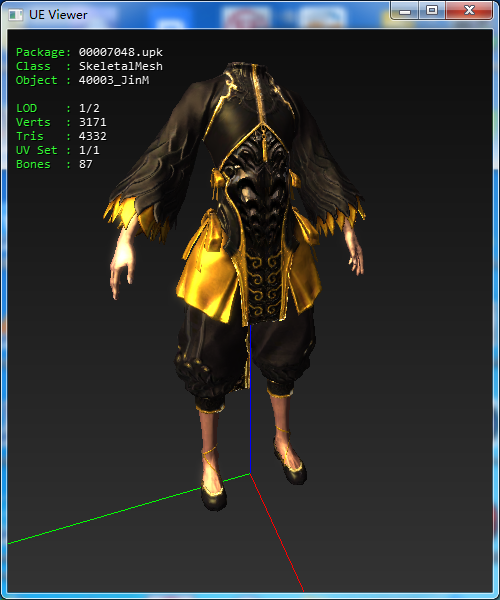 UE Viewer
Package: 00007048.upk
Class : SkeletalMesh
Object : 40003_JinM
LOD : 1/2
Verts : 3171
Tris : 4332
UV Set : 1/1
Bones : 87